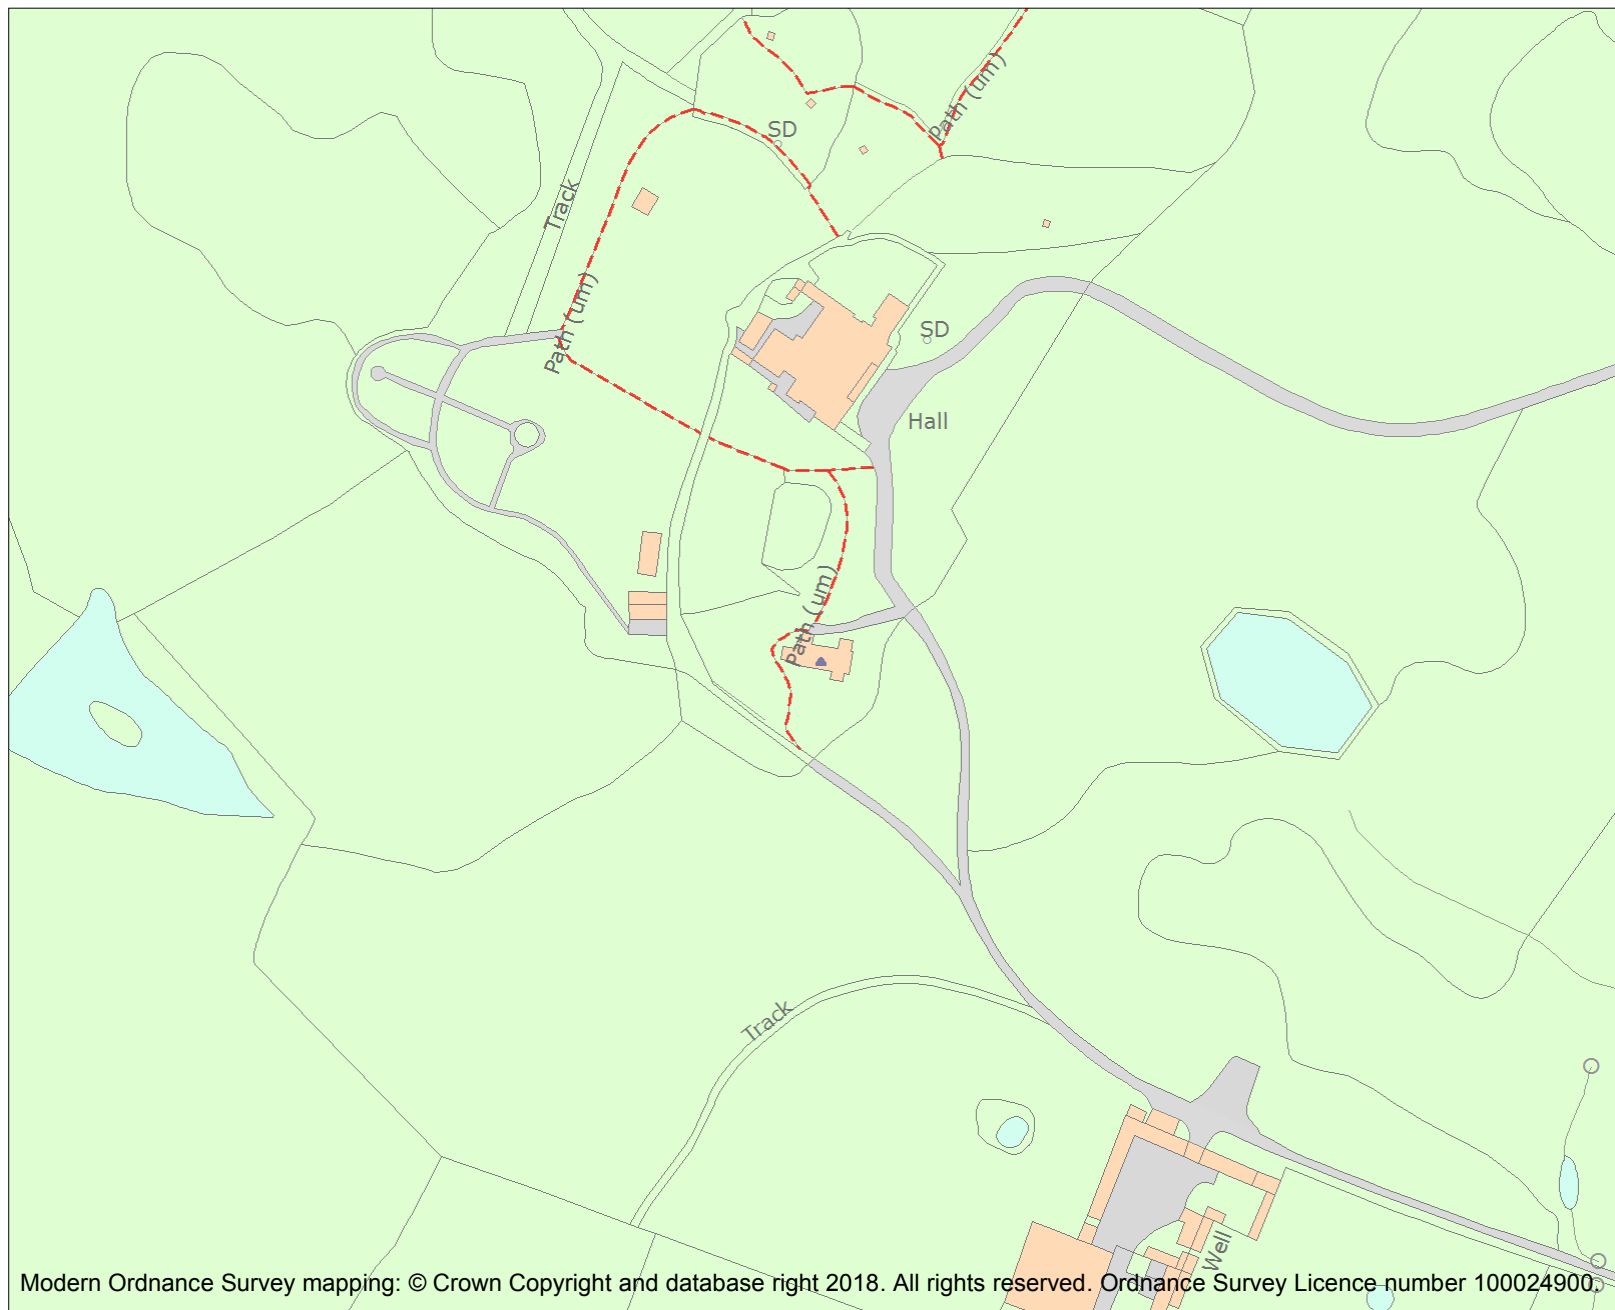 Path (um)
SD
Track
Path (um)
SD
Hall
Path (um)
Track
Well
Modern Ordnance Survey mapping: © Crown Copyright and database right 2018. All rights reserved. Ordnance Survey Licence number 100024900.